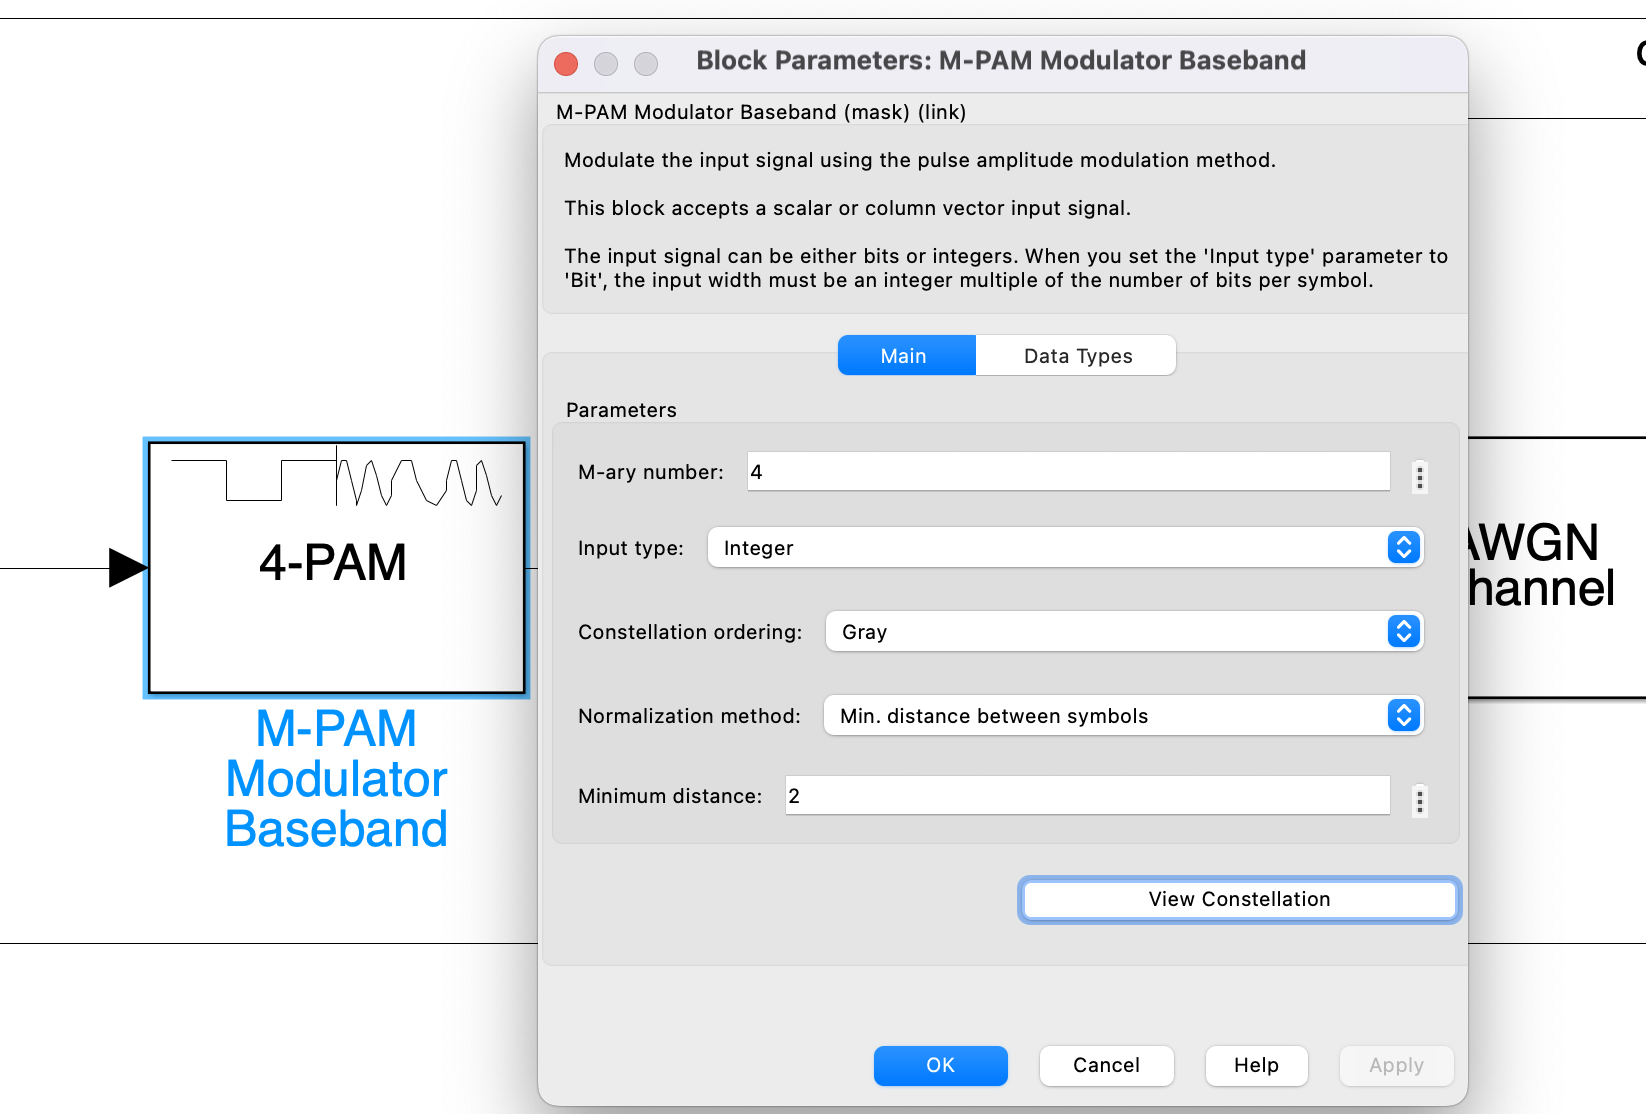 Block Parameters: M-PAM Modulator Baseband
M-PAM Modulator Baseband (mask) (link)
Modulate the input signal using the pulse amplitude modulation method.
This block accepts a scalar or column vector input signal.
The input signal can be either bits or integers. When you set the 'Input type' parameter to
'Bit', the input width must be an integer multiple of the number of bits per symbol.
Main
Data Types
Parameters
M-ary number: 4
Input type: Integer
Constellation ordering: Gray
Normalization method: Min. distance between symbols
Minimum distance: 2
View Constellation
OK
Cancel
Help
Apply
4-PAM
M-PAM
Modulator
Baseband
AWGN
hannel